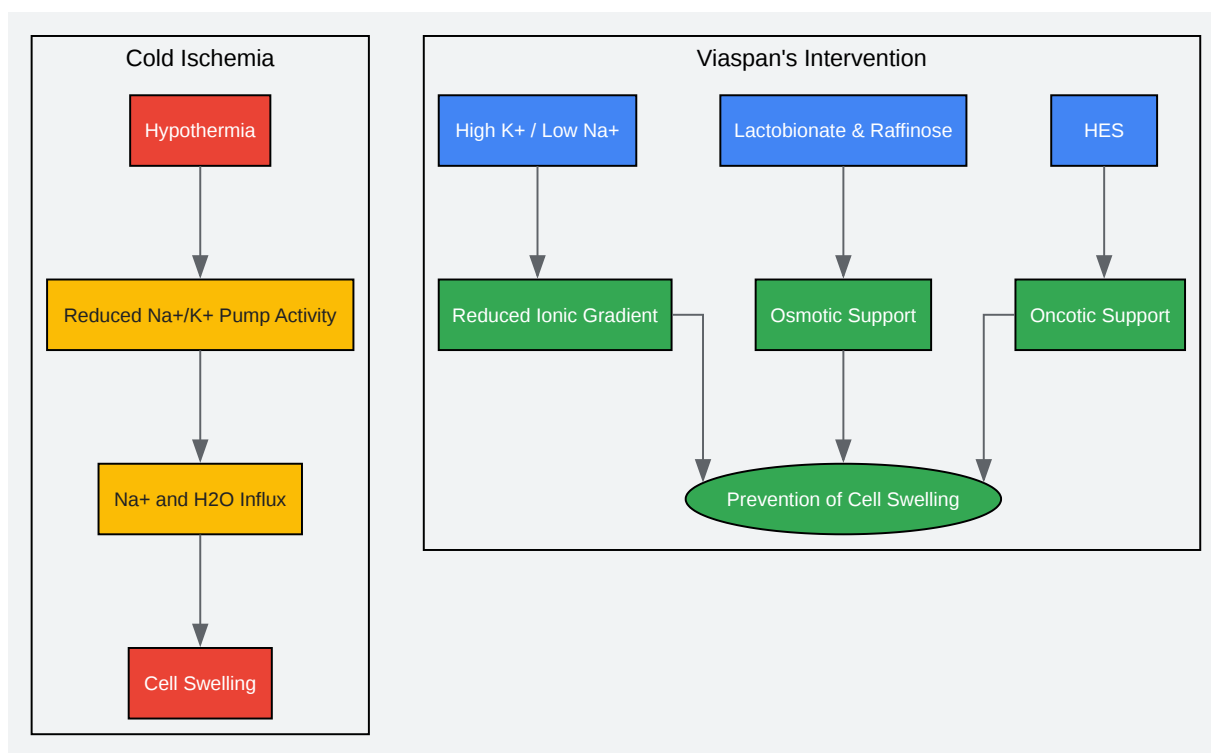 Cold Ischemia
Hypothermia
Reduced Na+/K+ Pump Activity
Na+ and H2O Influx
Cell Swelling
Viaspan's Intervention
High K+ / Low Na+
Lactobionate & Raffinose
HES
Reduced Ionic Gradient
Osmotic Support
Oncotic Support
Prevention of Cell Swelling